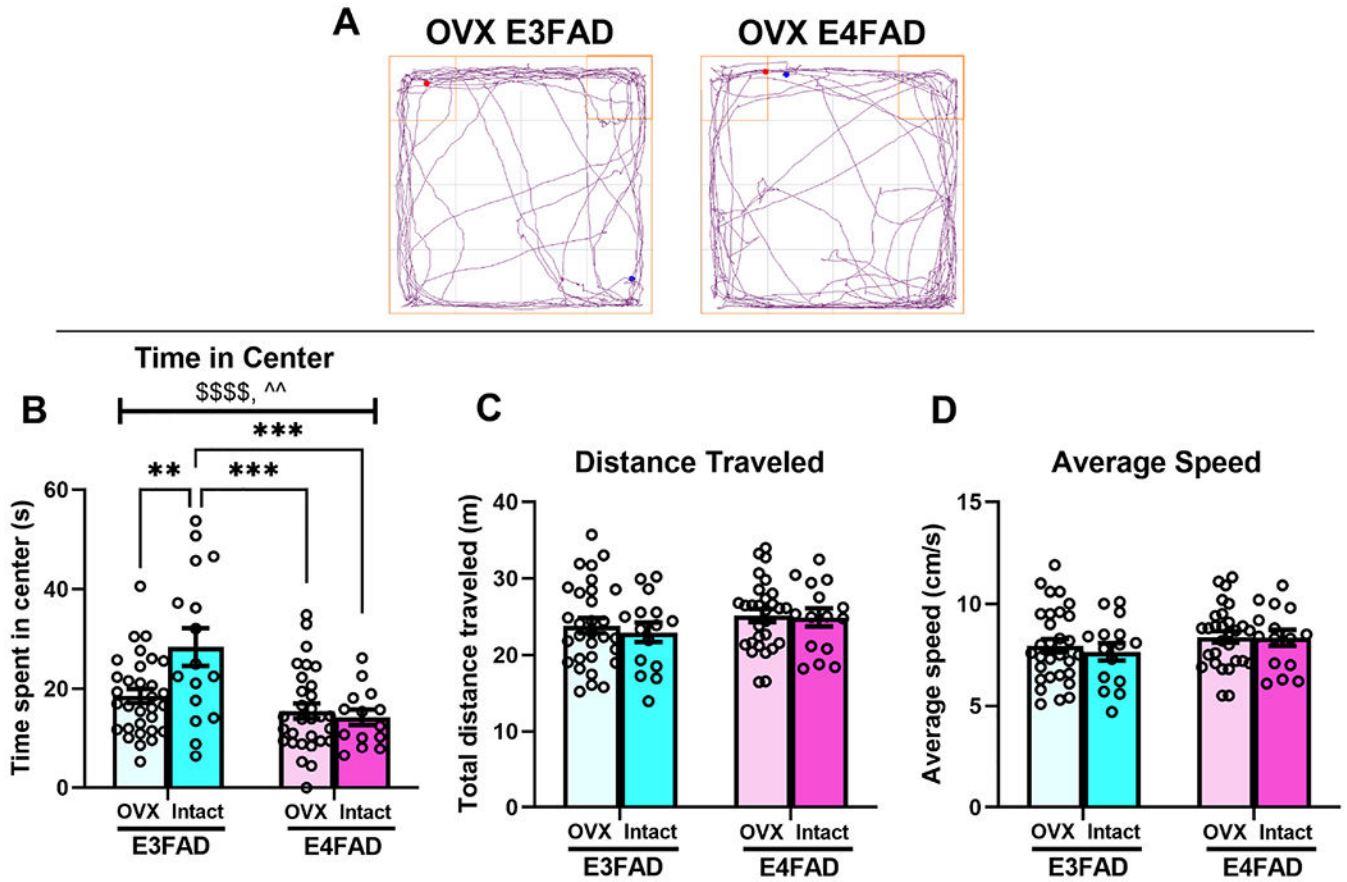 A
OVX E3FAD
OVX E4FAD
Time in Center
$$$$, ^^
B
***
** ***
Time spent in center (s)
60
40
20
0
OVX Intact
OVX Intact
E3FAD
E4FAD
C
Distance Traveled
Total distance traveled (m)
40
30
20
10
0
OVX Intact
OVX Intact
E3FAD
E4FAD
D
Average Speed
Average speed (cm/s)
15
10
5
0
OVX Intact
OVX Intact
E3FAD
E4FAD